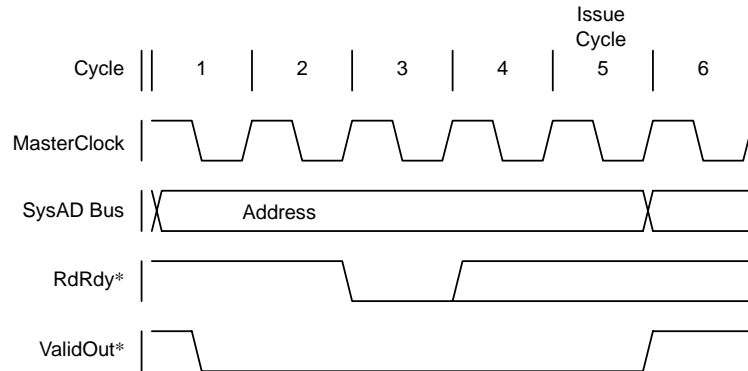 Issue
Cycle
Cycle 1 2 3 4 5 6
MasterClock
SysAD Bus Address
RdRdy*
ValidOut*